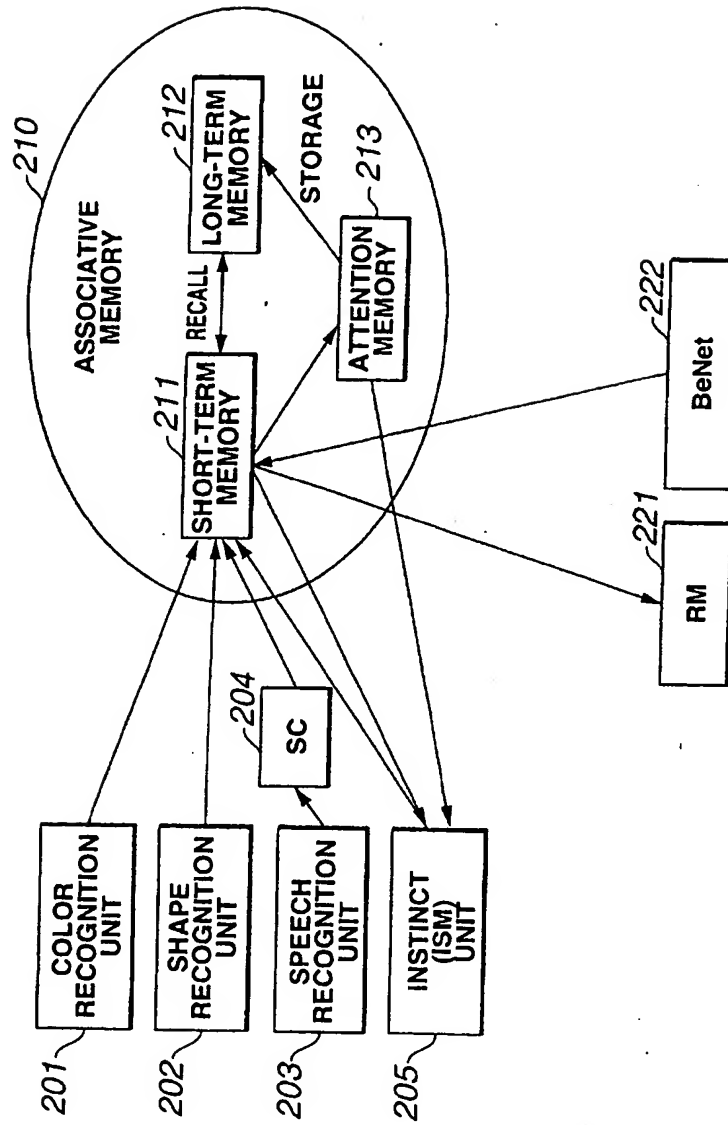 201
COLOR
RECOGNITION
UNIT
202
SHAPE
RECOGNITION
UNIT
203
SPEECH
RECOGNITION
UNIT
204
SC
205
INSTINCT
(ISM)
UNIT
210
ASSOCIATIVE
MEMORY
211
SHORT-TERM
MEMORY
RECALL
212
LONG-TERM
MEMORY
STORAGE
213
ATTENTION
MEMORY
221
RM
222
BeNet